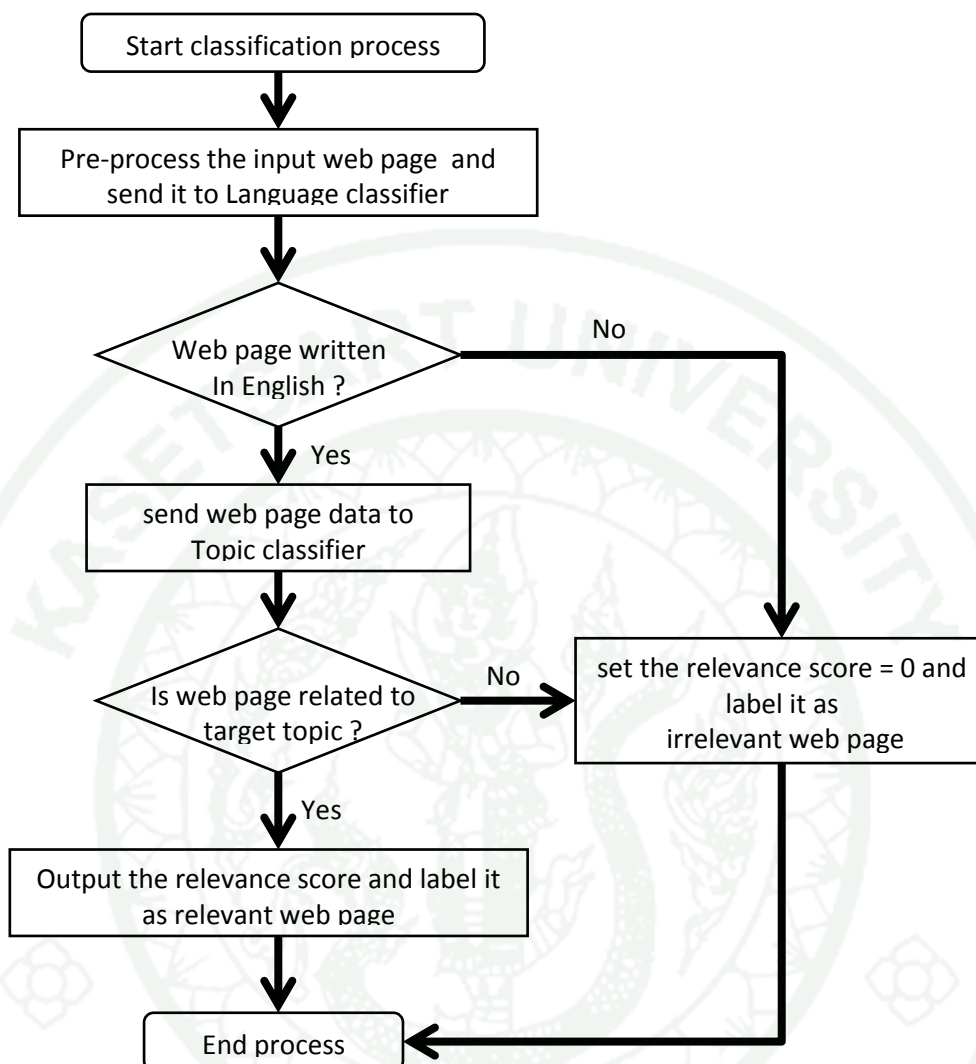 Start classification process
Pre-process the input web page and
send it to Language classifier
Web page written
In English ?
No
Yes
send web page data to
Topic classifier
Is web page related to
target topic ?
No
set the relevance score = 0 and
label it as
irrelevant web page
Yes
Output the relevance score and label it
as relevant web page
End process
KASETSART UNIVERSITY